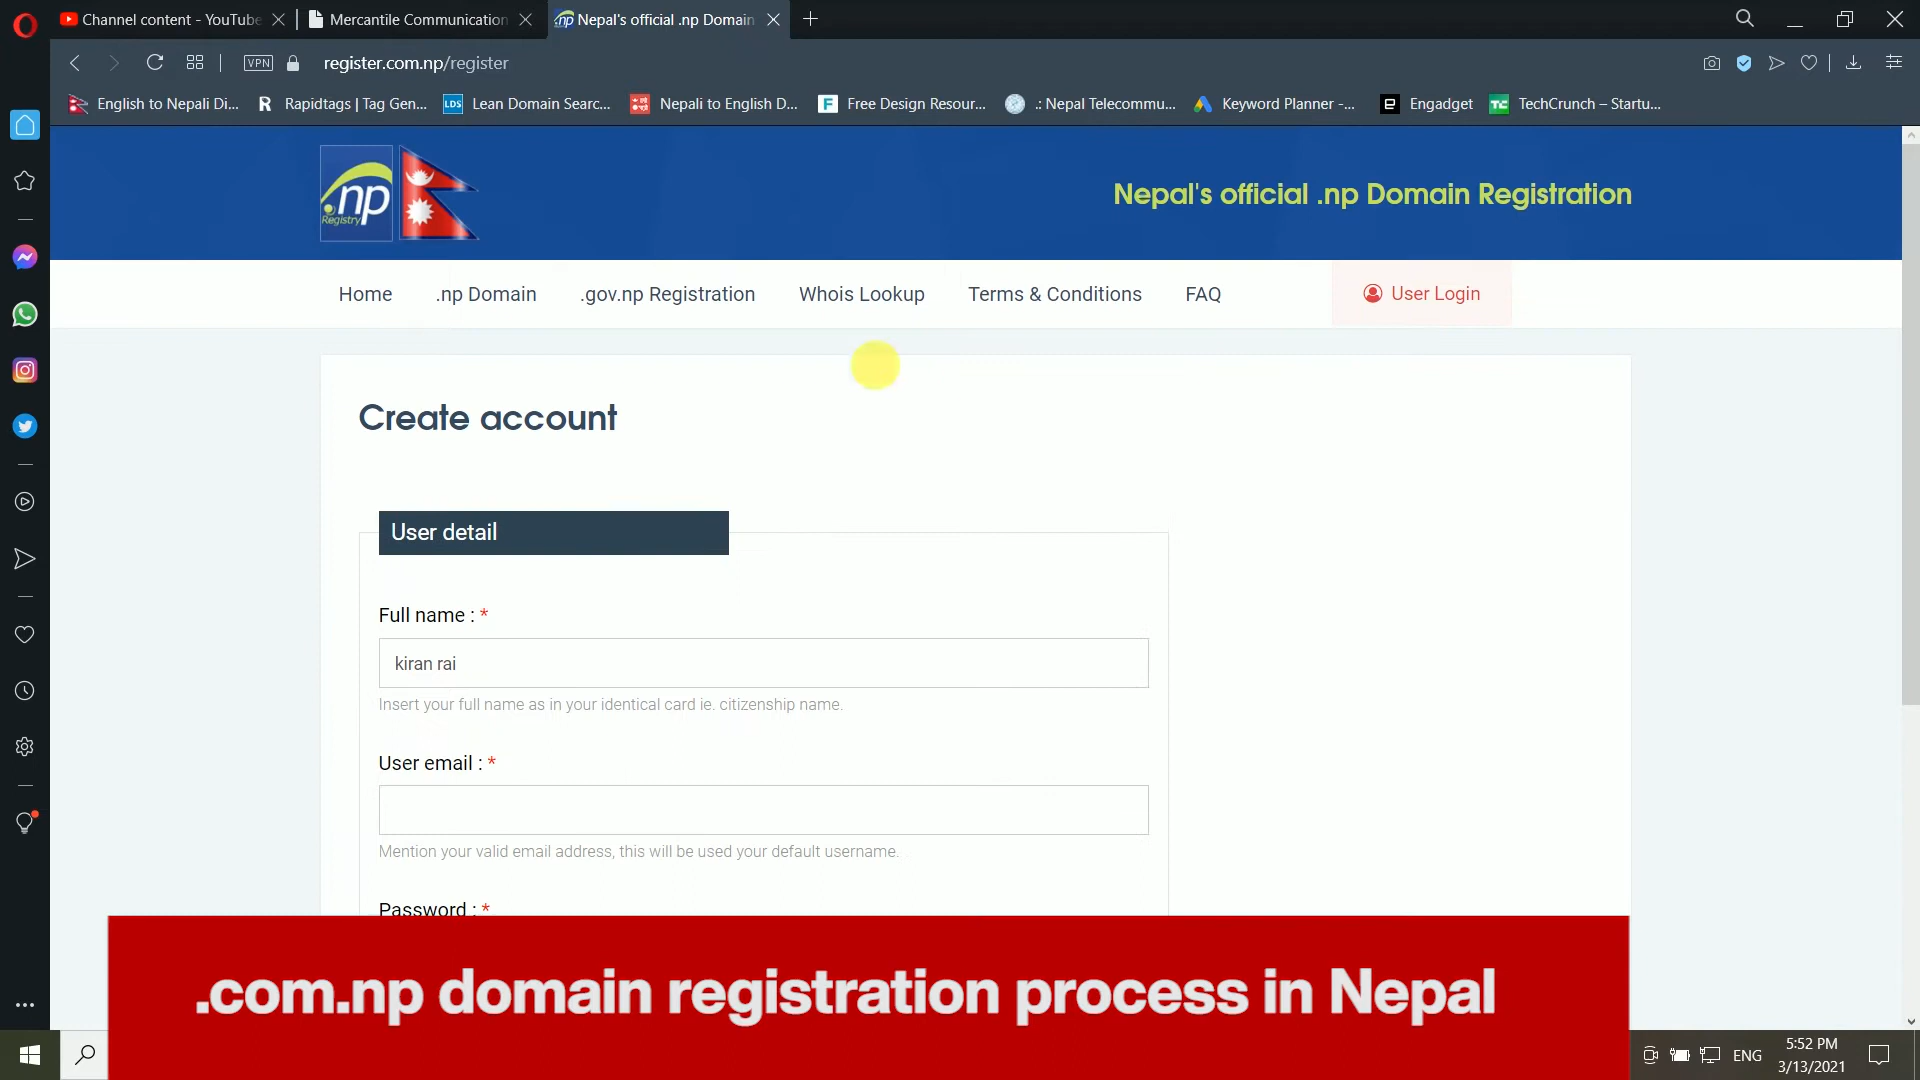 Channel content - YouTube
Mercantile Communication
Nepal's official .np Domain
VPN
register.com.np/register
English to Nepali Di...
R
Rapidtags | Tag Gen...
LDS
Lean Domain Searc...
Nepali to English D...
F
Free Design Resour...
.: Nepal Telecommu...
Keyword Planner -...
e
Engadget
TC
TechCrunch – Startu...
.np
Registry
Nepal's official .np Domain Registration
Home
.np Domain
.gov.np Registration
Whois Lookup
Terms & Conditions
FAQ
User Login
Create account
User detail
Full name : *
kiran rai
Insert your full name as in your identical card ie. citizenship name.
User email : *
Mention your valid email address, this will be used your default username.
Password : *
.com.np domain registration process in Nepal
ENG
5:52 PM
3/13/2021